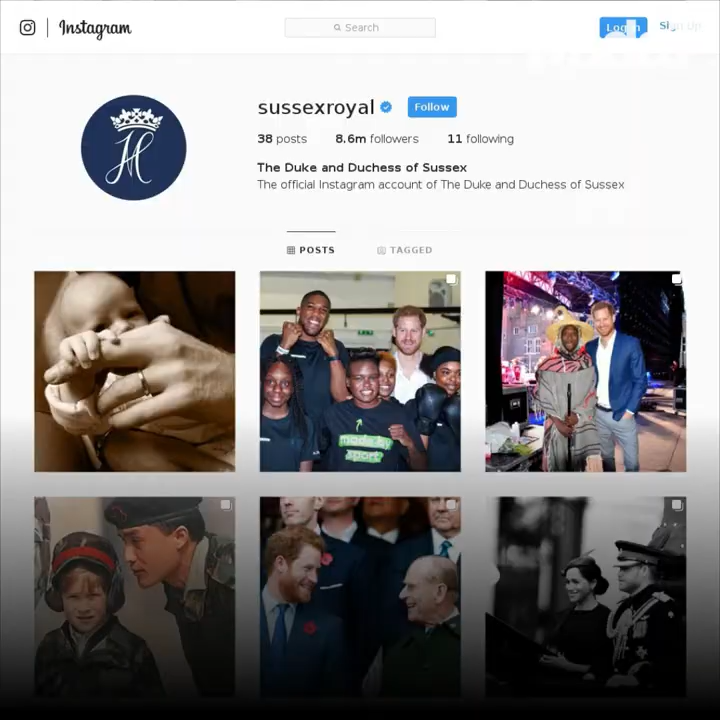 Instagram
Search
Log In
Sign Up
sussexroyal
Follow
38 posts 8.6m followers 11 following
The Duke and Duchess of Sussex
The official Instagram account of The Duke and Duchess of Sussex
POSTS TAGGED
made by
sport